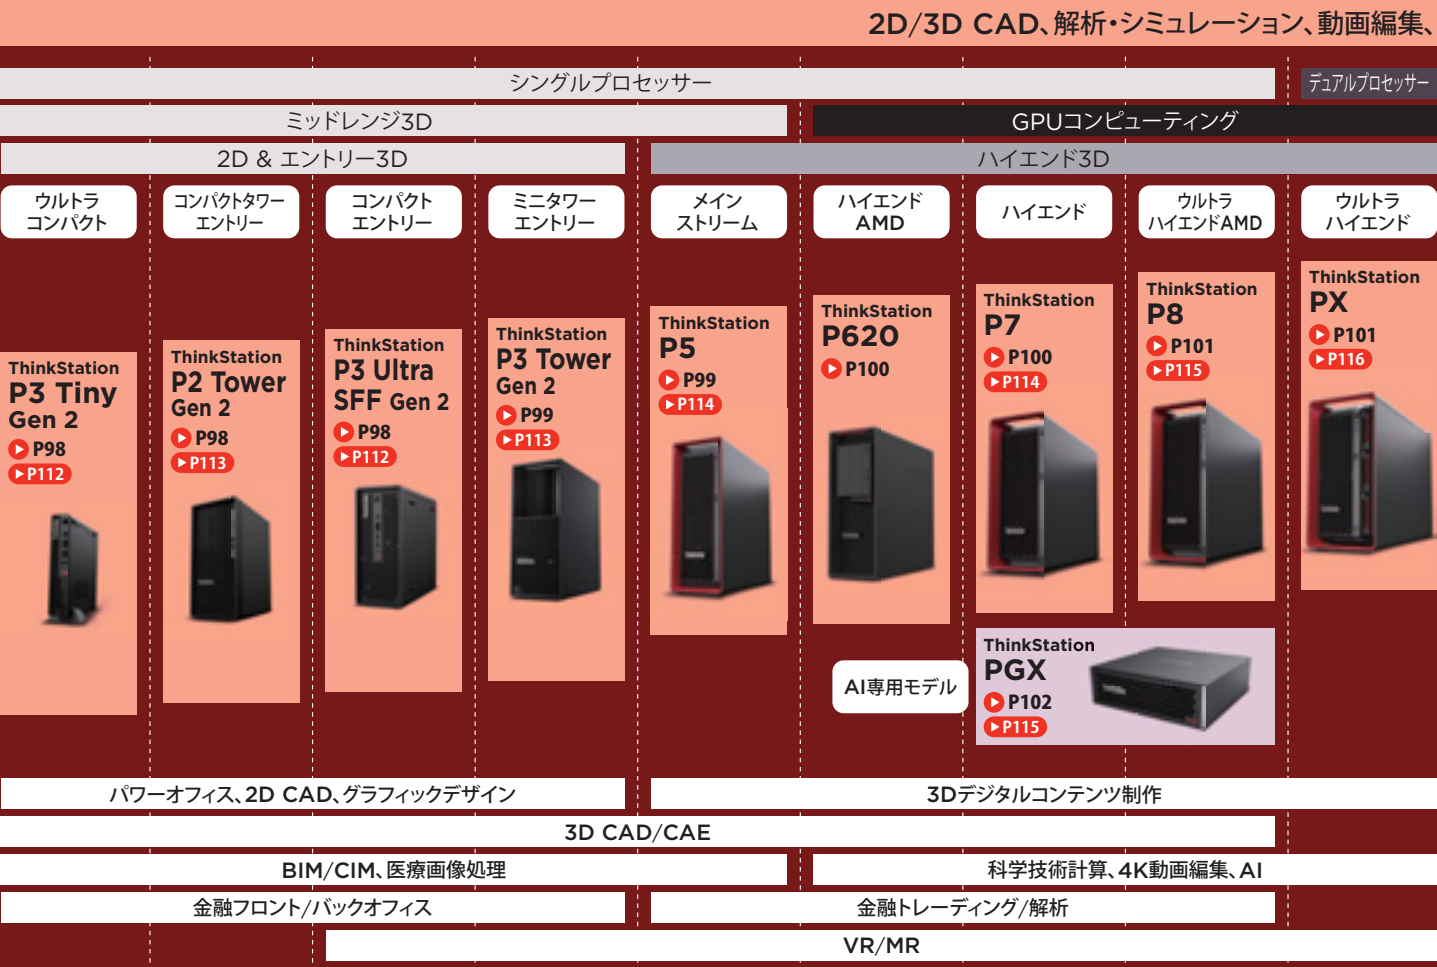 2D/3D CAD、解析・シミュレーション、動画編集、
シングルプロセッサー
デュアルプロセッサー
ミッドレンジ3D
GPUコンピューティング
2D & エントリー3D
ハイエンド3D
ウルトラ
コンパクト
コンパクトタワー
エントリー
コンパクト
エントリー
ミニタワー
エントリー
メイン
ストリーム
ハイエンド
AMD
ハイエンド
ウルトラ
ハイエンドAMD
ウルトラ
ハイエンド
ThinkStation
P3 Tiny
Gen 2
P98
P112
ThinkStation
P2 Tower
Gen 2
P98
P113
ThinkStation
P3 Ultra
SFF Gen 2
P98
P112
ThinkStation
P3 Tower
Gen 2
P99
P113
ThinkStation
P5
P99
P114
ThinkStation
P620
P100
ThinkStation
P7
P100
P114
ThinkStation
P8
P101
P115
ThinkStation
PX
P101
P116
AI専用モデル
ThinkStation
PGX
P102
P115
パワーオフィス、2D CAD、グラフィックデザイン
3Dデジタルコンテンツ制作
3D CAD/CAE
BIM/CIM、医療画像処理
科学技術計算、4K動画編集、AI
金融フロント/バックオフィス
金融トレーディング/解析
VR/MR